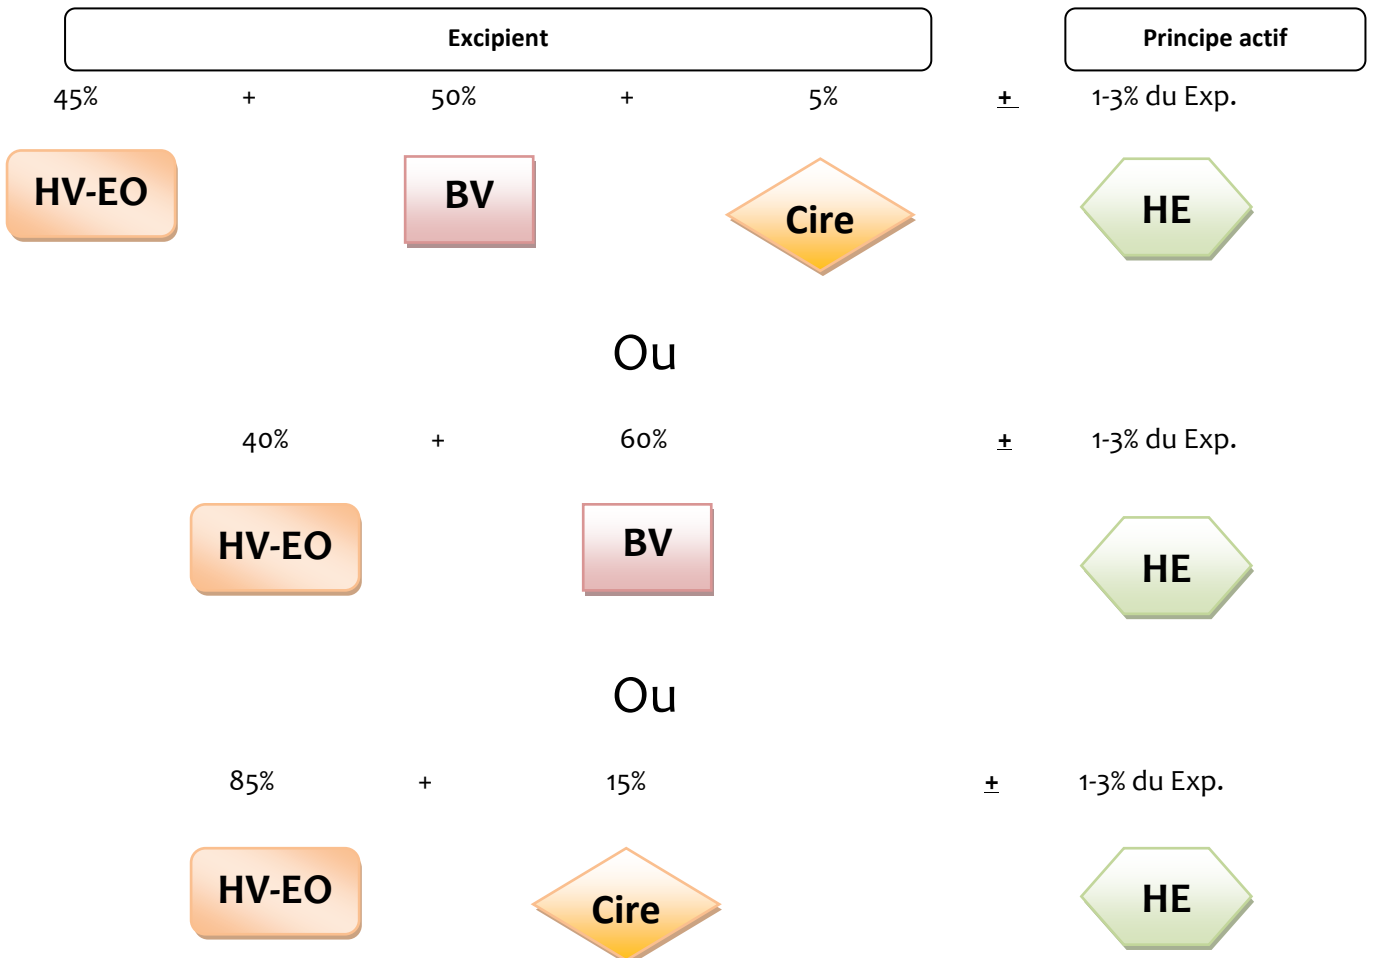 Excipient Principe actif
45% + 50% + 5% + 1-3% du Exp.
HV-EO BV Cire HE
Ou
40% + 60% + 1-3% du Exp.
HV-EO BV HE
Ou
85% + 15% + 1-3% du Exp.
HV-EO Cire HE